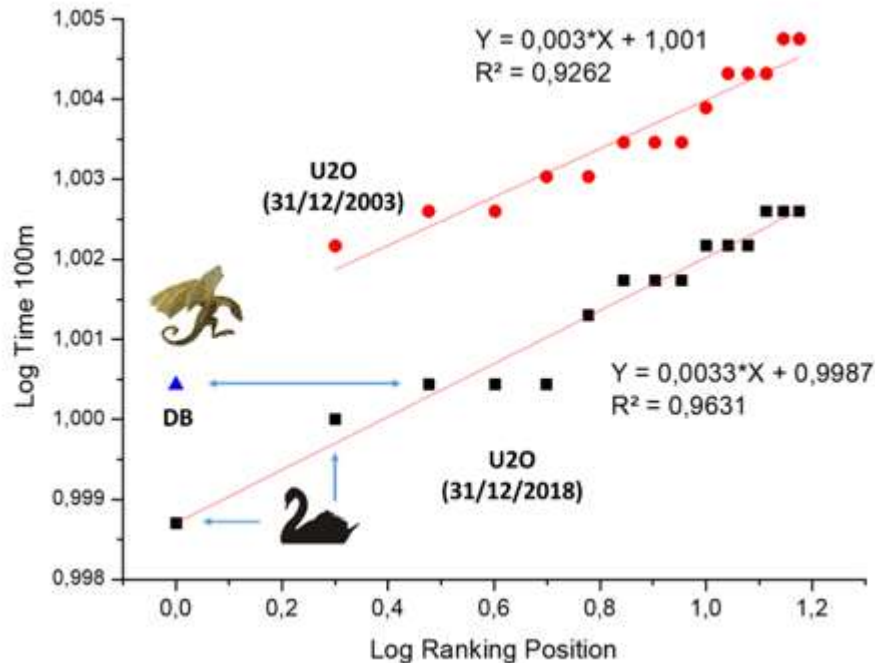 1,005
1,004
1,003
1,002
1,001
1,000
0,999
0,998
Log Time 100m
Y = 0,003*X + 1,001
R² = 0,9262
U2O
(31/12/2003)
DB
Y = 0,0033*X + 0,9987
R² = 0,9631
U2O
(31/12/2018)
0,0 0,2 0,4 0,6 0,8 1,0 1,2
Log Ranking Position